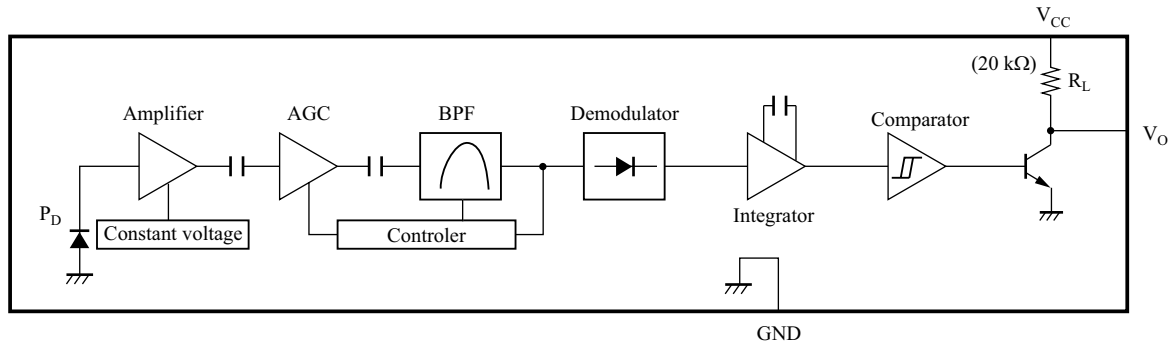 V_CC
(20 kΩ)
R_L
Amplifier
AGC
BPF
Demodulator
Comparator
V_O
P_D
Integrator
Constant voltage
Controler
GND